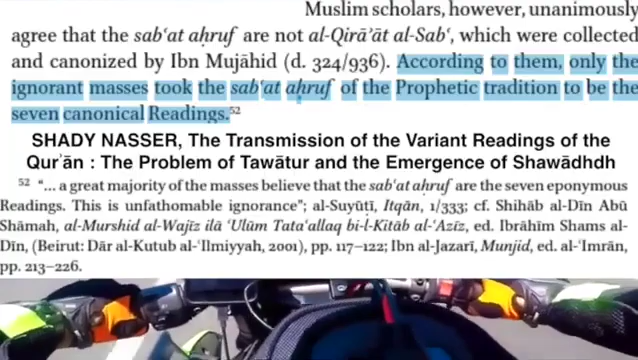 Muslim scholars, however, unanimously
agree that the sabʿat aḥruf are not al-Qirāʾāt al-Sabʿ, which were collected
and canonized by Ibn Mujāhid (d. 324/936). According to them, only the
ignorant masses took the sabʿat aḥruf of the Prophetic tradition to be the
seven canonical Readings.⁵²
SHADY NASSER, The Transmission of the Variant Readings of the
Qurʾān : The Problem of Tawātur and the Emergence of Shawādhdh
⁵² “... a great majority of the masses believe that the sabʿat aḥruf are the seven eponymous
Readings. This is unfathomable ignorance”; al-Suyūṭī, Itqān, 1/333; cf. Shihāb al-Dīn Abū
Shāmah, al-Murshid al-Wajīz ilā ʿUlūm Tataʿallaq bi-l-Kitāb al-ʿAzīz, ed. Ibrāhīm Shams al-
Dīn, (Beirut: Dār al-Kutub al-ʿIlmiyyah, 2001), pp. 117–122; Ibn al-Jazarī, Munjid, ed. al-ʿImrān,
pp. 213–226.